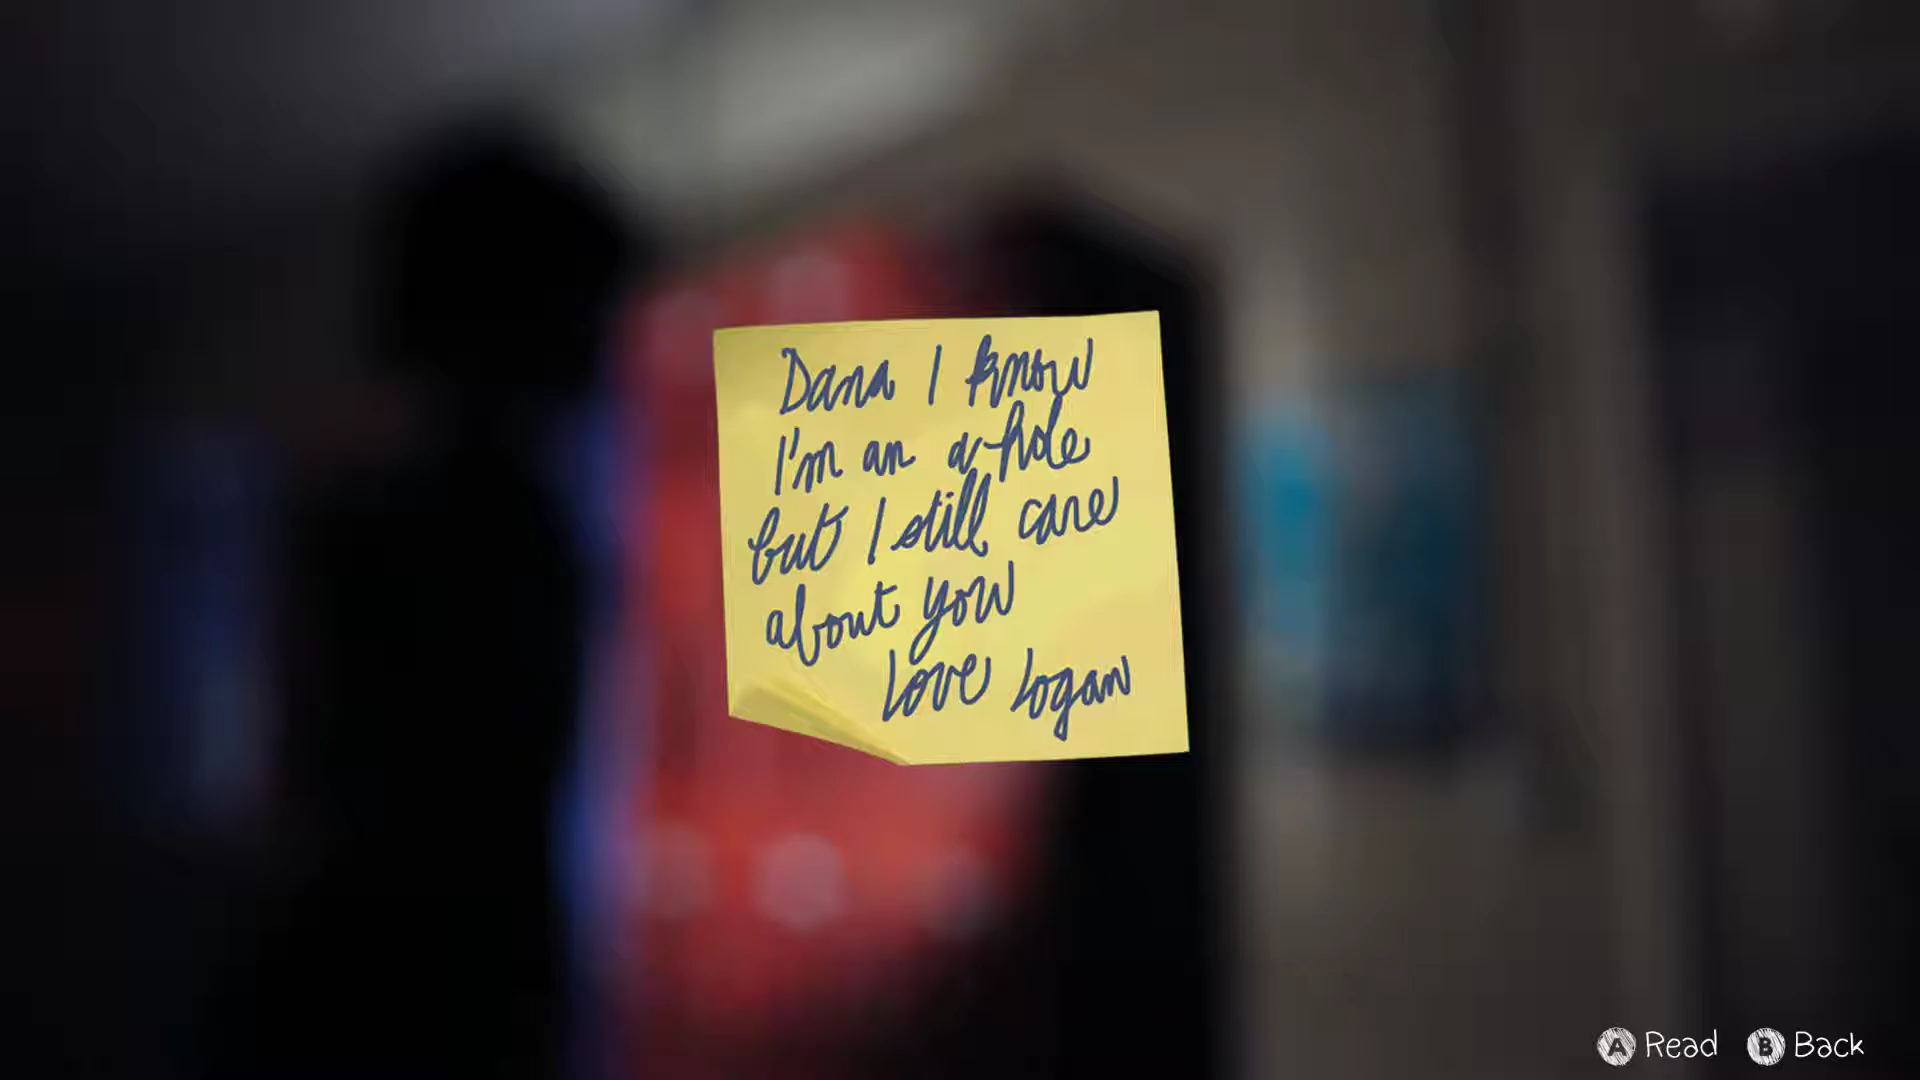 Dana I know
I'm an a-hole
but I still care
about you
Love Logan
A Read B Back